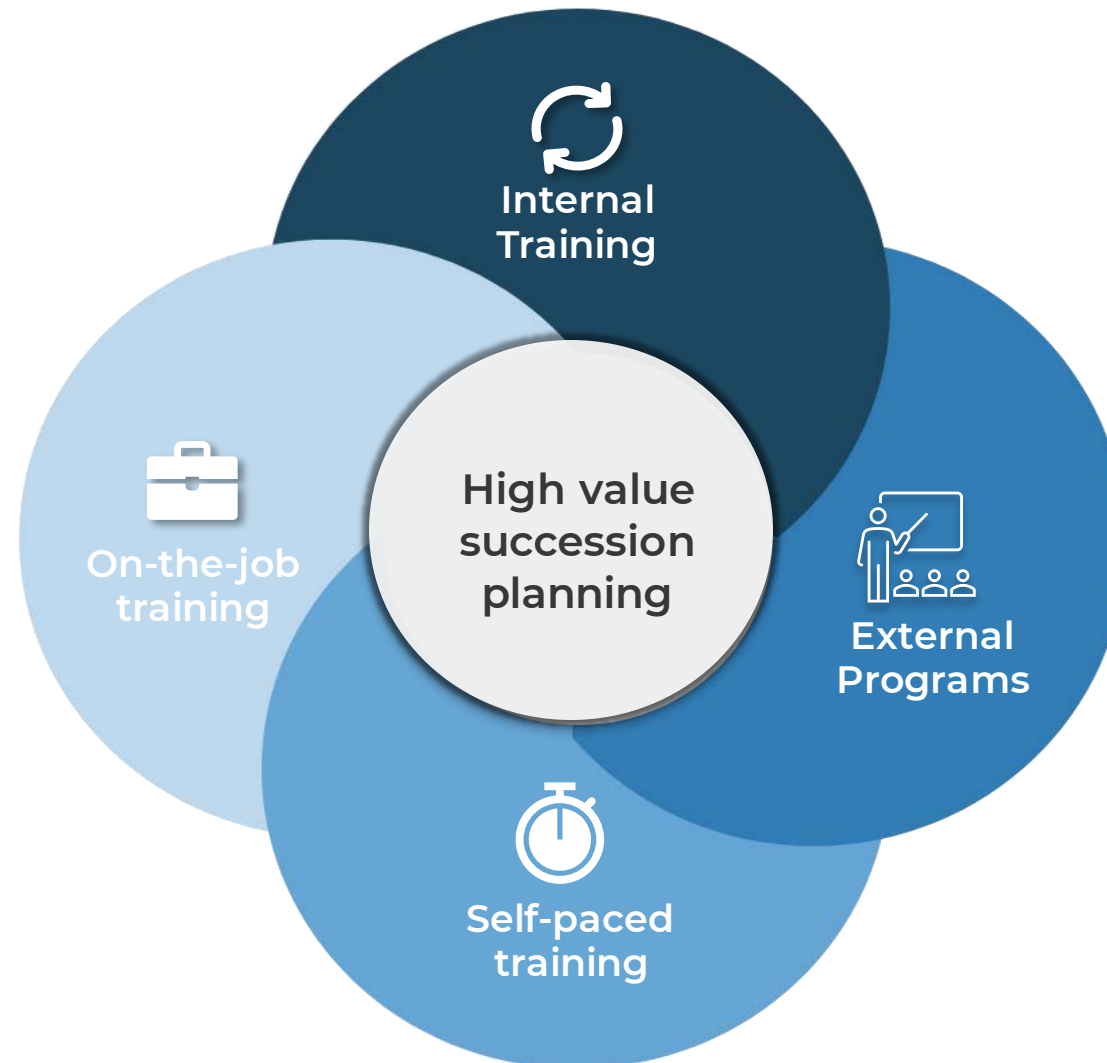 Internal
Training
On-the-job
training
High value
succession
planning
External
Programs
Self-paced
training